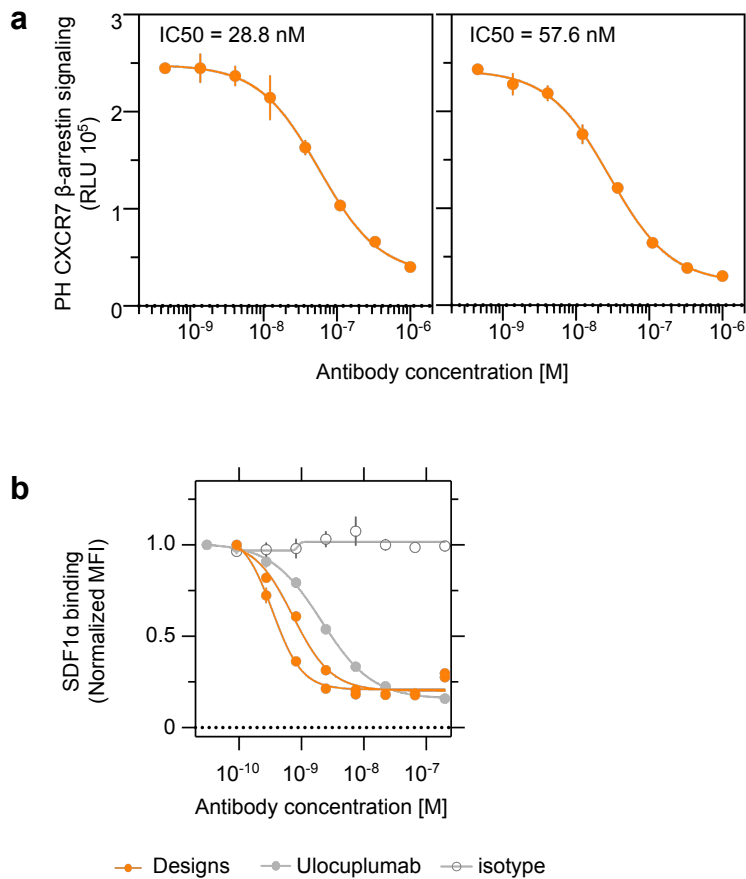 a
PH CXCR7 β-arrestin signaling
(RLU 10⁵)
3
2
1
0
IC50 = 28.8 nM
IC50 = 57.6 nM
10⁻⁹ 10⁻⁸ 10⁻⁷ 10⁻⁶
10⁻⁹ 10⁻⁸ 10⁻⁷ 10⁻⁶
Antibody concentration [M]
b
SDF1α binding
(Normalized MFI)
1.0
0.5
0
10⁻¹⁰ 10⁻⁹ 10⁻⁸ 10⁻⁷
Antibody concentration [M]
Designs Ulocuplumab isotype